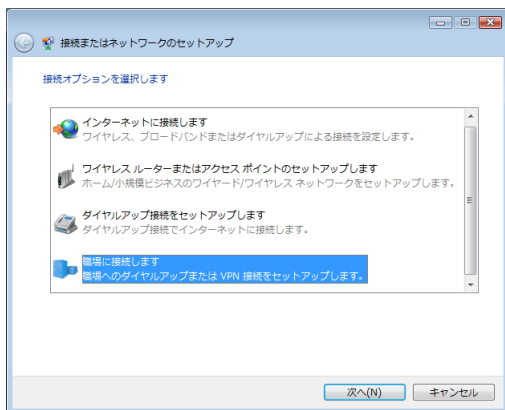 接続またはネットワークのセットアップ
接続オプションを選択します
インターネットに接続します
ワイヤレス、ブロードバンドまたはダイヤルアップによる接続を設定します。
ワイヤレス ルーターまたはアクセス ポイントのセットアップします
ホーム/小規模ビジネスのワイヤード/ワイヤレス ネットワークをセットアップします。
ダイヤルアップ接続をセットアップします
ダイヤルアップ接続でインターネットに接続します。
職場に接続します
職場へのダイヤルアップまたは VPN 接続をセットアップします。
次へ(N)
キャンセル